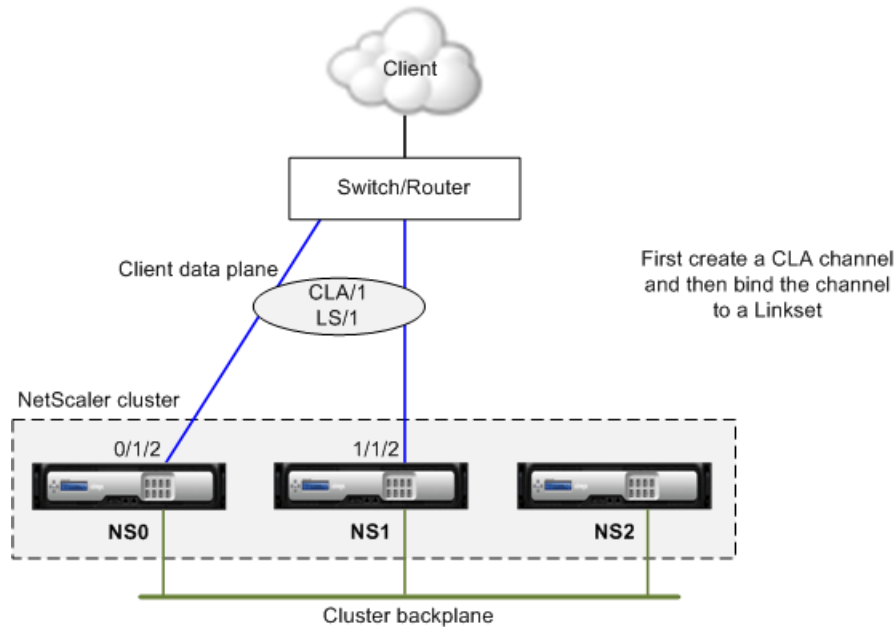 Client
Switch/Router
Client data plane
CLA/1
LS/1
First create a CLA channel
and then bind the channel
to a Linkset
NetScaler cluster
0/1/2
1/1/2
NS0
NS1
NS2
Cluster backplane